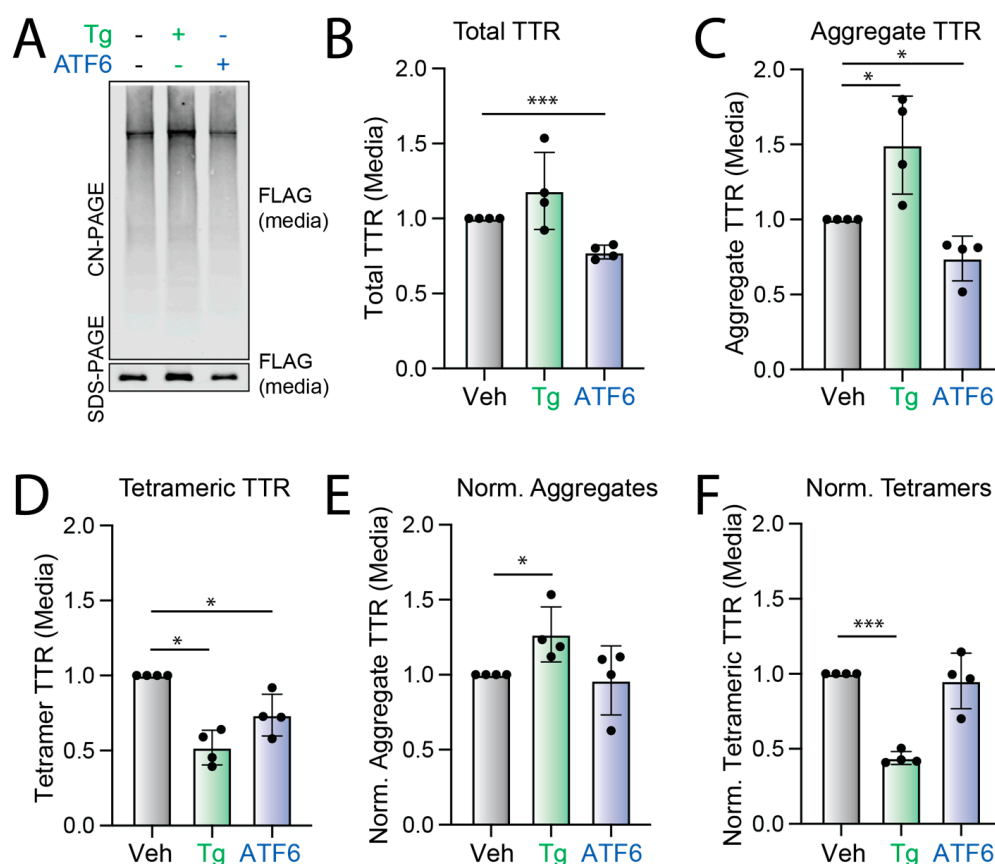 A
Tg - + -
ATF6 - - +
CN-PAGE
FLAG
(media)
SDS-PAGE
FLAG
(media)
B
Total TTR
Total TTR (Media)
2.0
1.5
1.0
0.5
0.0
***
Veh Tg ATF6
C
Aggregate TTR
Aggregate TTR (Media)
2.0
1.5
1.0
0.5
0.0
*
*
Veh Tg ATF6
D
Tetrameric TTR
Tetramer TTR (Media)
2.0
1.5
1.0
0.5
0.0
*
*
Veh Tg ATF6
E
Norm. Aggregates
Norm. Aggregate TTR (Media)
2.0
1.5
1.0
0.5
0.0
*
Veh Tg ATF6
F
Norm. Tetramers
Norm. Tetrameric TTR (Media)
2.0
1.5
1.0
0.5
0.0
***
Veh Tg ATF6